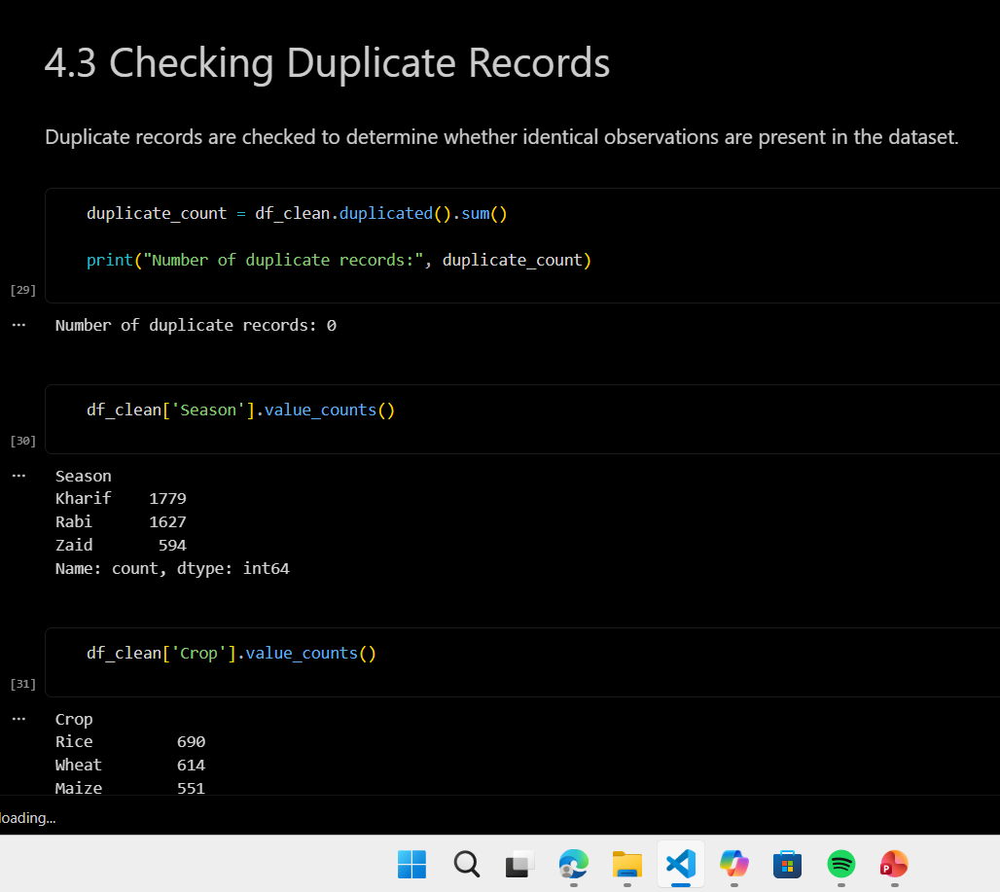 4.3 Checking Duplicate Records
Duplicate records are checked to determine whether identical observations are present in the dataset.
duplicate_count = df_clean.duplicated().sum()
print("Number of duplicate records:", duplicate_count)
[29]
... Number of duplicate records: 0
df_clean['Season'].value_counts()
[30]
... Season
Kharif    1779
Rabi      1627
Zaid       594
Name: count, dtype: int64
df_clean['Crop'].value_counts()
[31]
... Crop
Rice         690
Wheat        614
Maize        551
loading...
P